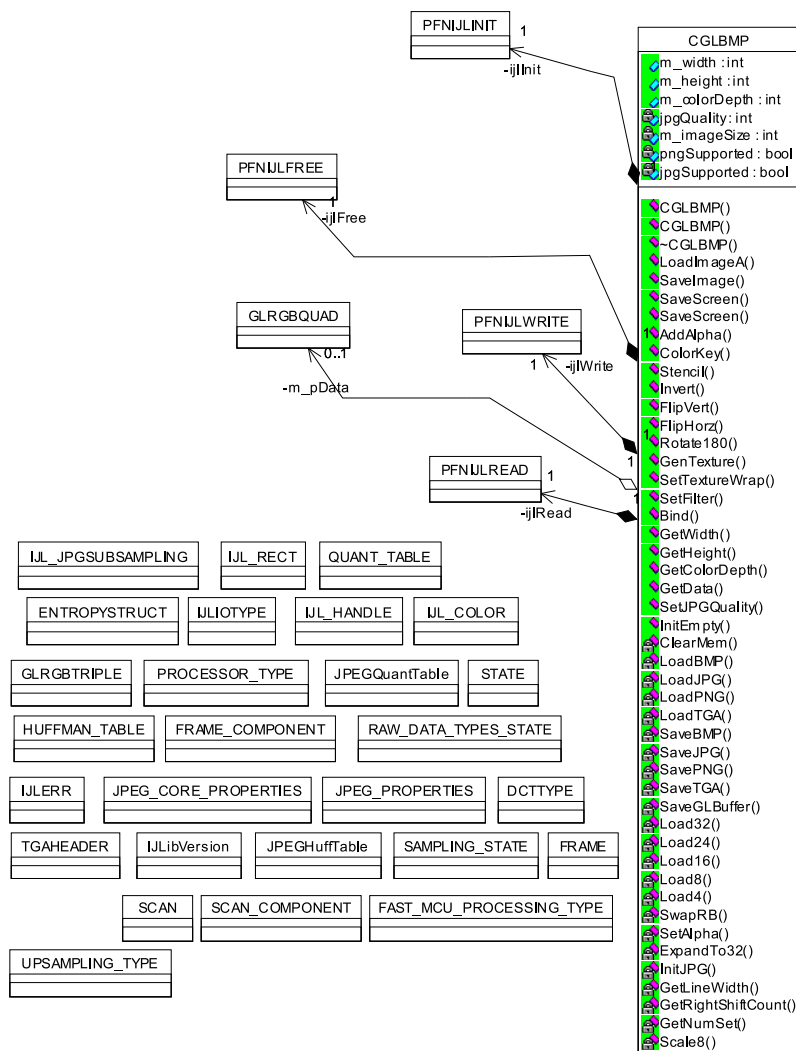 PFNIJLINIT
1
-ijlInit
PFNIJLFREE
1
-ijlFree
GLRGBQUAD
0..1
-m_pData
PFNIJLWRITE
-ijlWrite
1
PFNIJLREAD
1
-ijlRead
CGLBMP
m_width : int
m_height : int
m_colorDepth : int
jpgQuality : int
m_imageSize : int
pngSupported : bool
jpgSupported : bool
1
CGLBMP()
CGLBMP()
~CGLBMP()
LoadImageA()
SaveImage()
SaveScreen()
SaveScreen()
1
AddAlpha()
ColorKey()
Stencil()
Invert()
FlipVert()
FlipHorz()
1
Rotate180()
1
GenTexture()
SetTextureWrap()
1
SetFilter()
Bind()
GetWidth()
GetHeight()
GetColorDepth()
GetData()
SetJPGQuality()
InitEmpty()
ClearMem()
LoadBMP()
LoadJPG()
LoadPNG()
LoadTGA()
SaveBMP()
SaveJPG()
SavePNG()
SaveTGA()
SaveGLBuffer()
Load32()
Load24()
Load16()
Load8()
Load4()
SwapRB()
SetAlpha()
ExpandTo32()
InitJPG()
GetLineWidth()
GetRightShiftCount()
GetNumSet()
Scale8()
IJL_JPGSUBSAMPLING
IJL_RECT
QUANT_TABLE
ENTROPYSTRUCT
IJLIOTYPE
IJL_HANDLE
IJL_COLOR
GLRGBTRIPLE
PROCESSOR_TYPE
JPEGQuantTable
STATE
HUFFMAN_TABLE
FRAME_COMPONENT
RAW_DATA_TYPES_STATE
IJLERR
JPEG_CORE_PROPERTIES
JPEG_PROPERTIES
DCTTYPE
TGAHEADER
IJLibVersion
JPEGHuffTable
SAMPLING_STATE
FRAME
SCAN
SCAN_COMPONENT
FAST_MCU_PROCESSING_TYPE
UPSAMPLING_TYPE